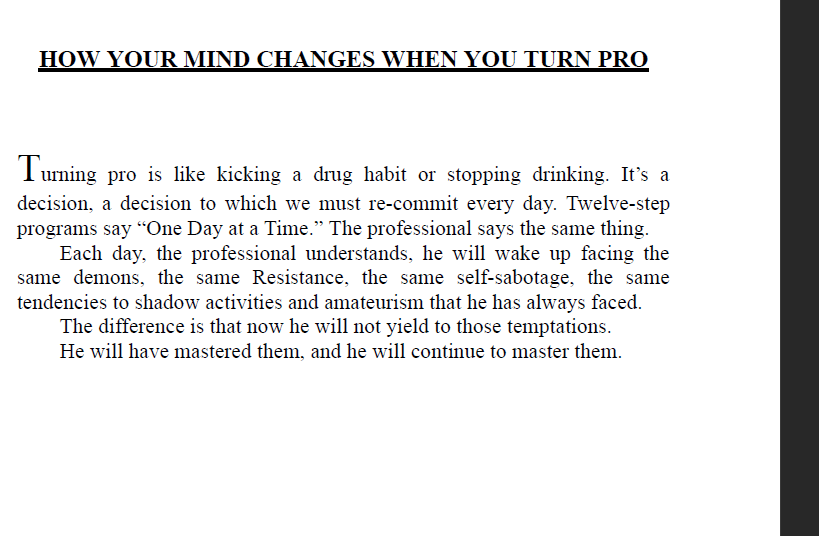 HOW YOUR MIND CHANGES WHEN YOU TURN PRO
Turning pro is like kicking a drug habit or stopping drinking. It’s a
decision, a decision to which we must re-commit every day. Twelve-step
programs say “One Day at a Time.” The professional says the same thing.
Each day, the professional understands, he will wake up facing the
same demons, the same Resistance, the same self-sabotage, the same
tendencies to shadow activities and amateurism that he has always faced.
The difference is that now he will not yield to those temptations.
He will have mastered them, and he will continue to master them.